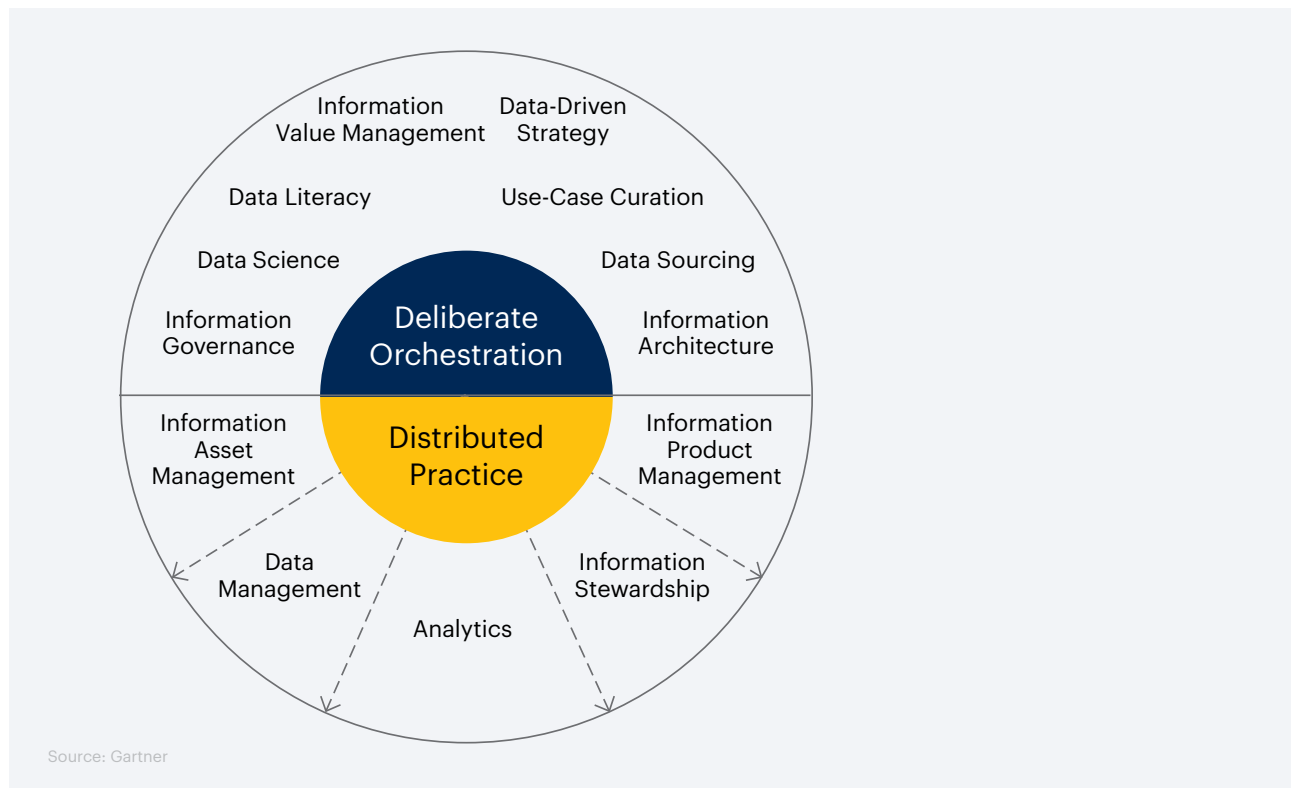 Information
Value Management
Data-Driven
Strategy
Data Literacy
Use-Case Curation
Data Science
Data Sourcing
Information
Governance
Deliberate
Orchestration
Information
Architecture
Information
Asset
Management
Distributed
Practice
Information
Product
Management
Data
Management
Information
Stewardship
Analytics
Source: Gartner